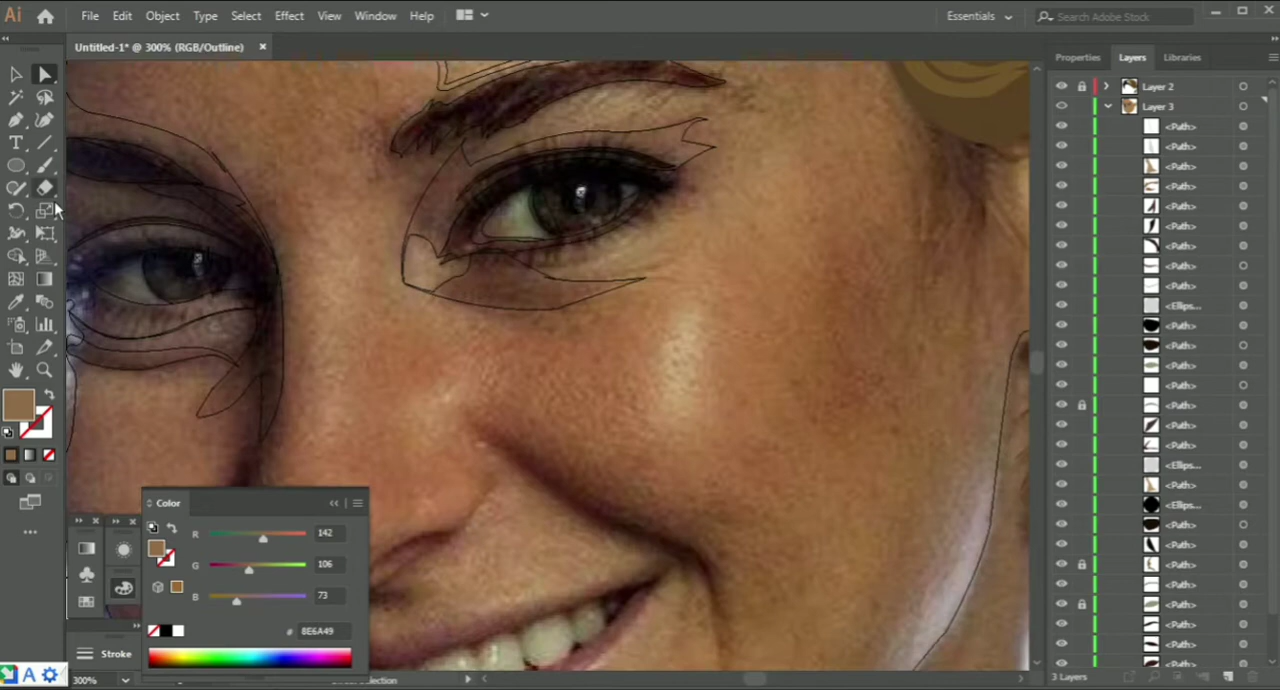 Ai File Edit Object Type Select Effect View Window Help Essentials Search Adobe Stock
Untitled-1* @ 300% (RGB/Outline) ×
Properties Layers Libraries
Layer 2
Layer 3
<Path>
<Path>
<Path>
<Path>
<Path>
<Path>
<Path>
<Path>
<Path>
<Ellips...
<Path>
<Path>
<Path>
<Path>
<Path>
<Path>
<Path>
<Ellips...
<Path>
<Ellips...
<Path>
<Path>
<Path>
<Path>
<Path>
<Path>
<Path>
<Path>
Color
R 142
G 106
B 73
# 8E6A49
Stroke
A
300% Selection
3 Layers